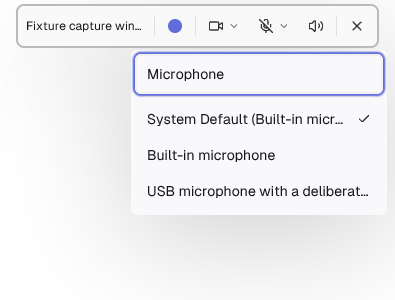 Fixture capture win...
Microphone
System Default (Built-in micr...
Built-in microphone
USB microphone with a deliberat...